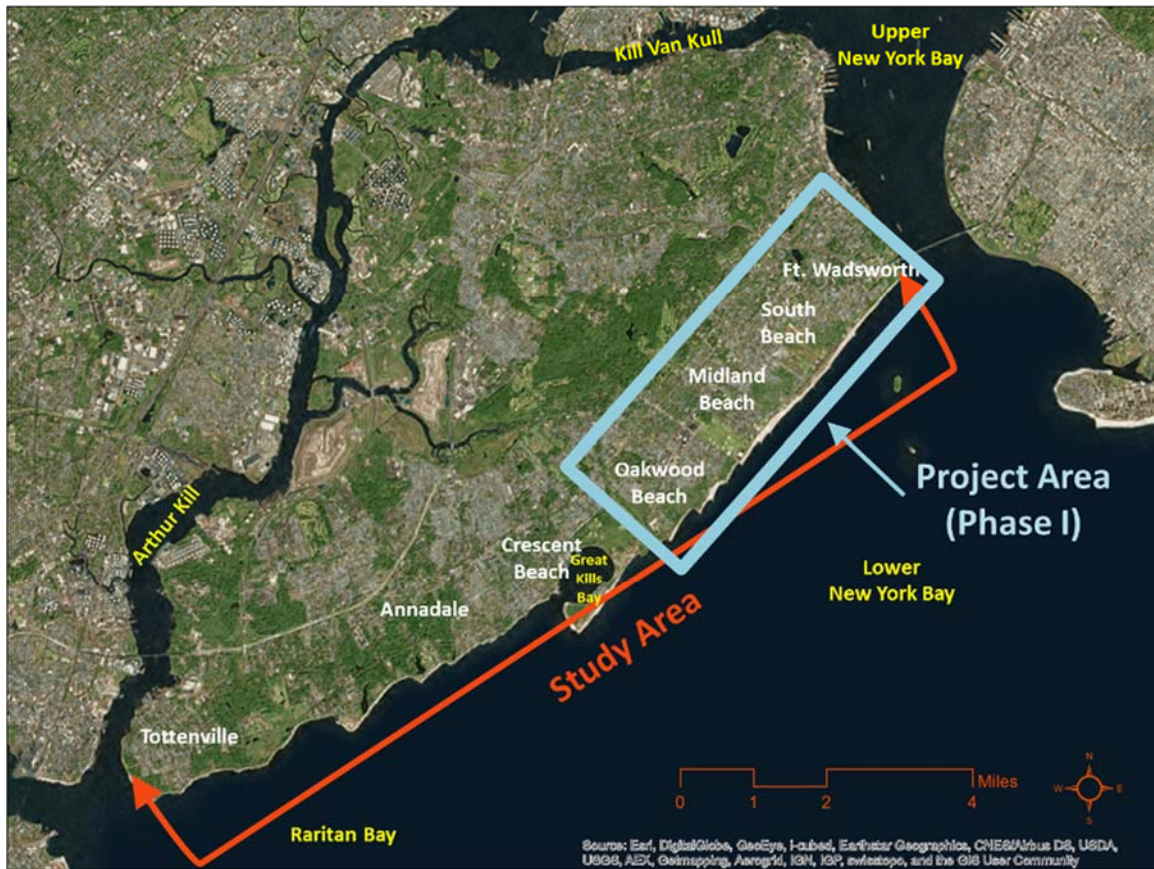 Kill Van Kull
Upper
New York Bay
Ft. Wadsworth
South
Beach
Midland
Beach
Oakwood
Beach
Project Area
(Phase I)
Arthur Kill
Crescent
Beach
Great
Kills
Bay
Lower
New York Bay
Annadale
Study Area
Tottenville
Raritan Bay
Miles
0 1 2 4
N
W E
S
Source: Esri, DigitalGlobe, GeoEye, i-cubed, Earthstar Geographics, CNES/Airbus DS, USDA,
USGS, AEX, Getmapping, Aerogrid, IGN, IGP, swisstopo, and the GIS User Community